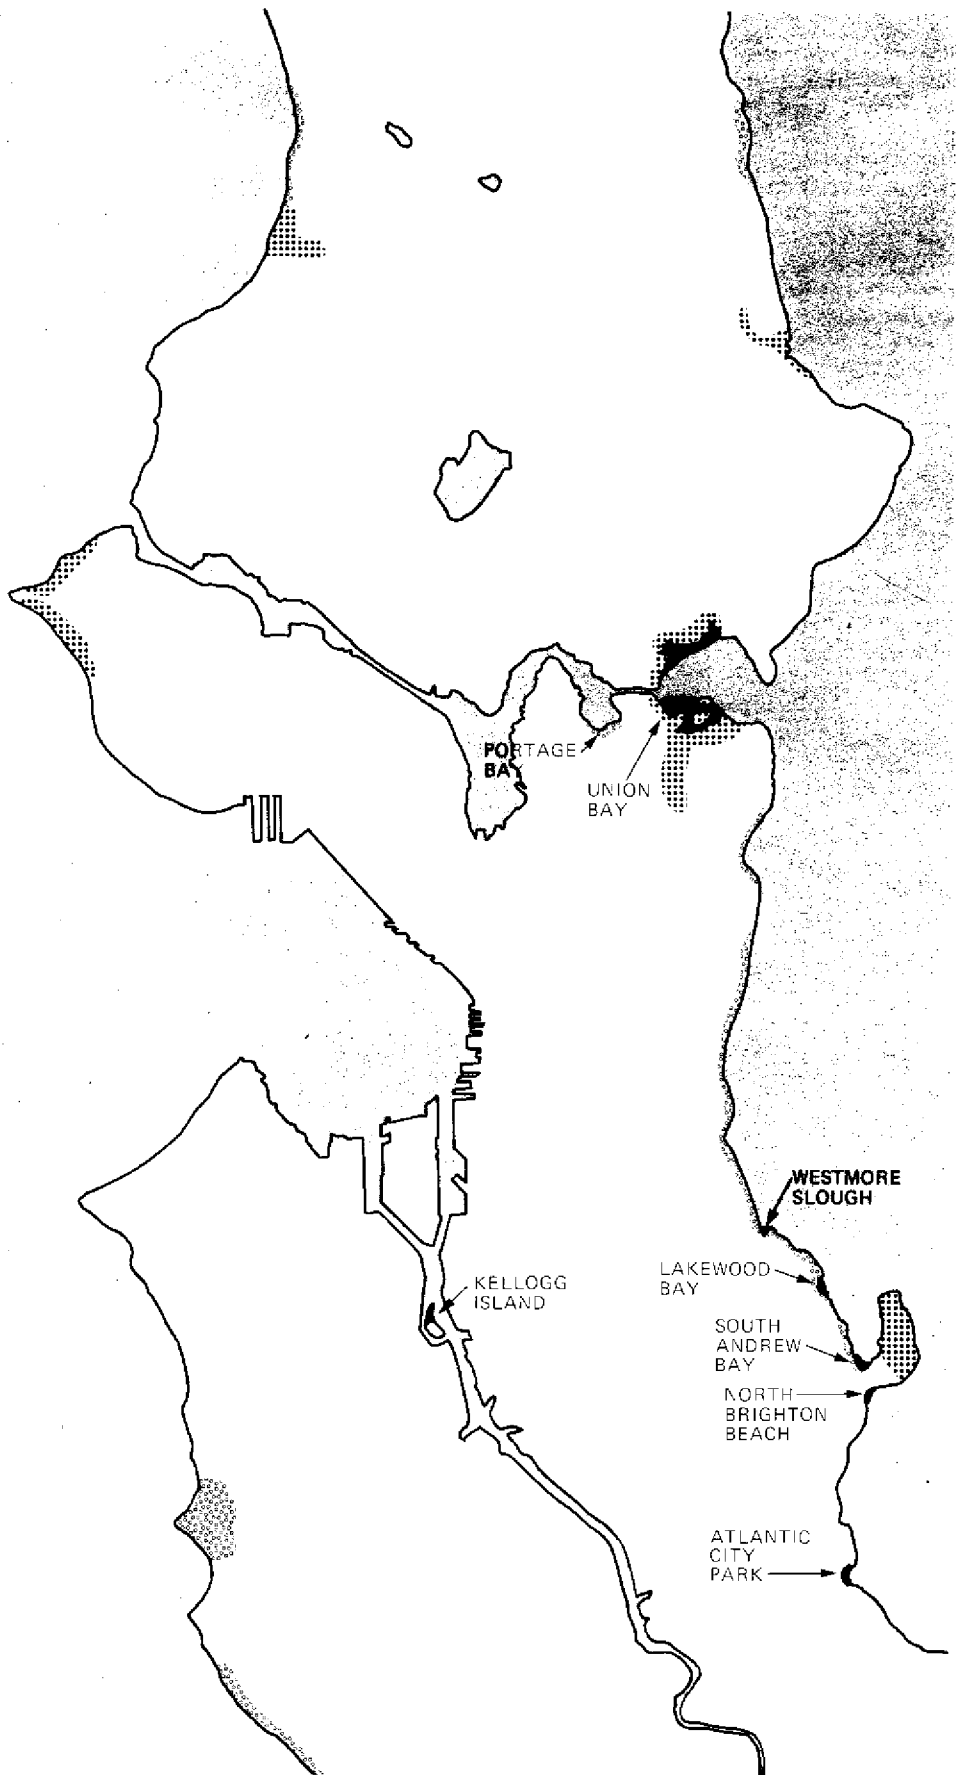 PORTAGE
BAY
UNION
BAY
WESTMORE
SLOUGH
LAKEWOOD
BAY
KELLOGG
ISLAND
SOUTH
ANDREW
BAY
NORTH
BRIGHTON
BEACH
ATLANTIC
CITY
PARK